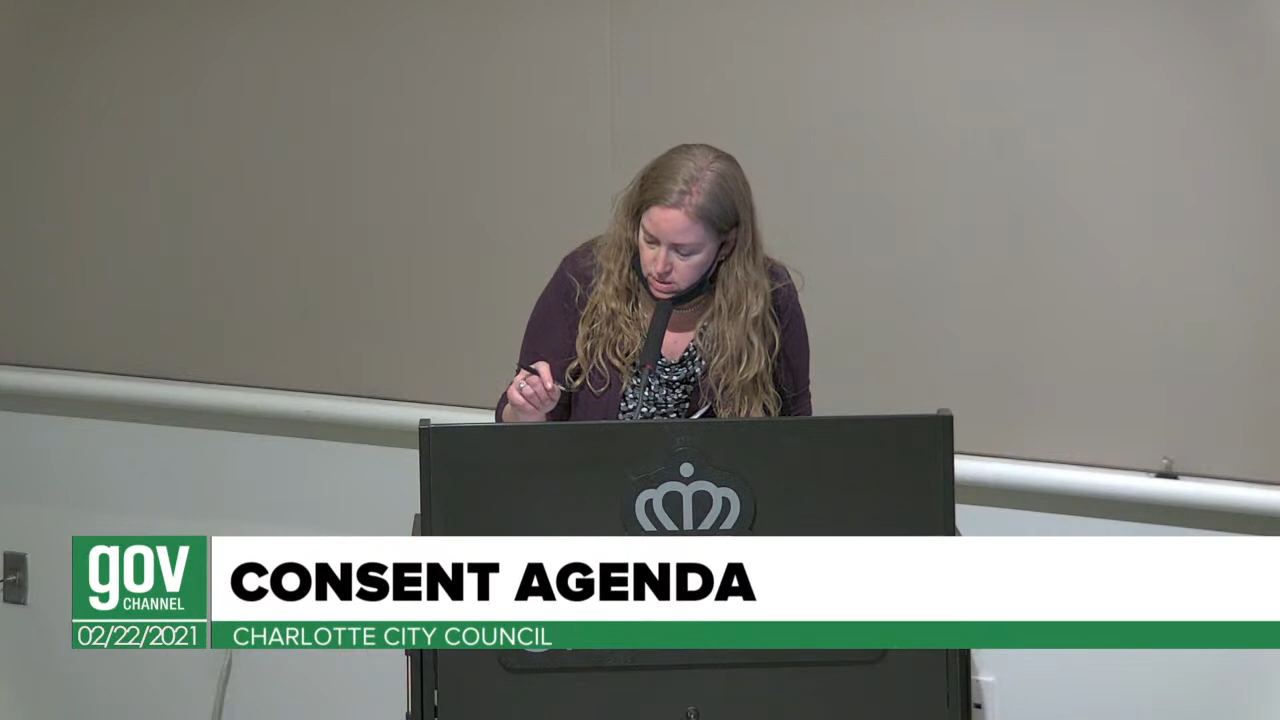 gov
CHANNEL
02/22/2021
CONSENT AGENDA
CHARLOTTE CITY COUNCIL